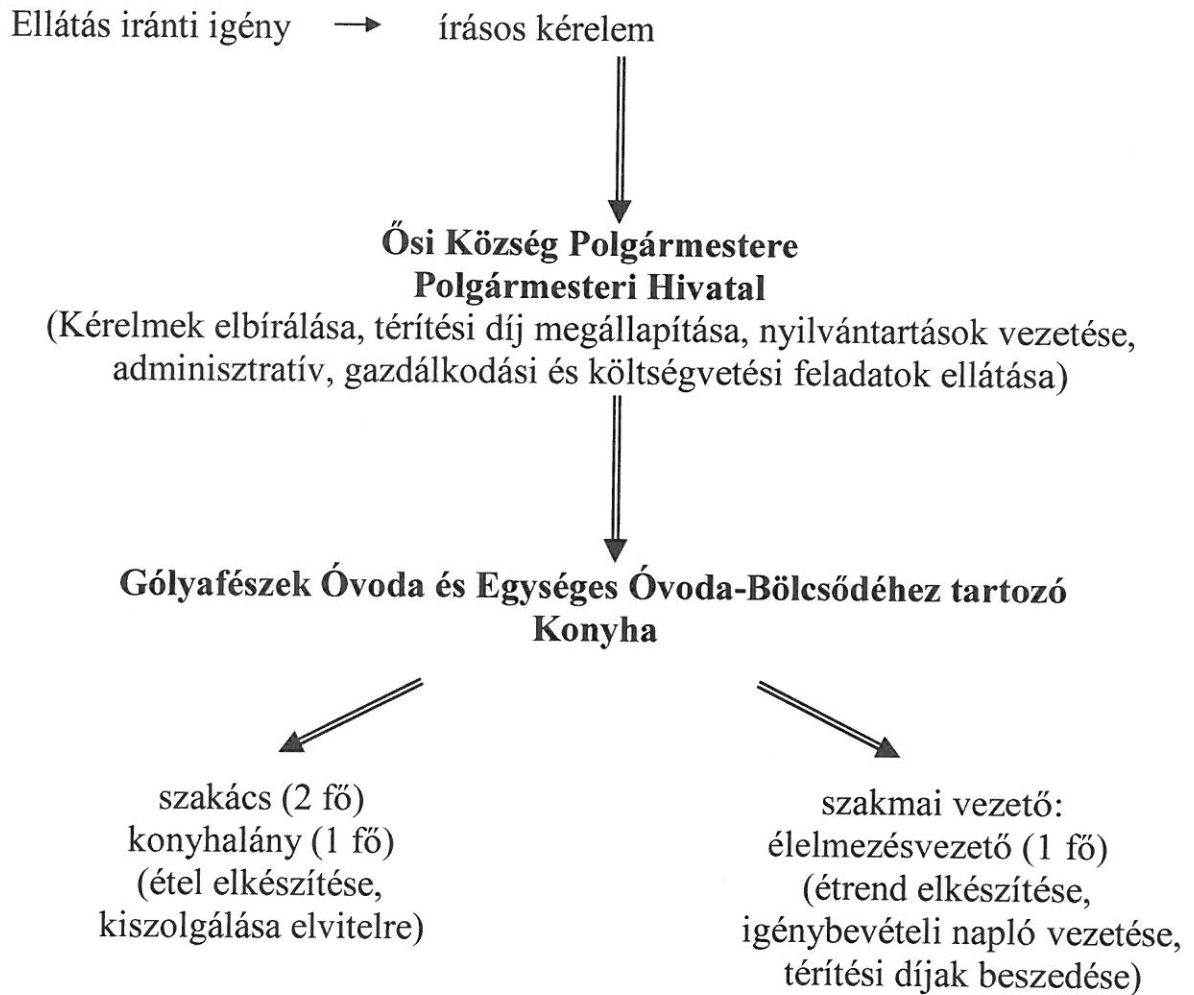 Ellátás iránti igény → írásos kérelem
Ősi Község Polgármestere
Polgármesteri Hivatal
(Kérelmek elbírálása, térítési díj megállapítása, nyilvántartások vezetése,
adminisztratív, gazdálkodási és költségvetési feladatok ellátása)
Gólyafészek Óvoda és Egységes Óvoda-Bölcsődéhez tartozó
Konyha
szakács (2 fő)
konyhalány (1 fő)
(étel elkészítése,
kiszolgálása elvitelre)
szakmai vezető:
élelmezésvezető (1 fő)
(étrend elkészítése,
igénybevételi napló vezetése,
térítési díjak beszedése)